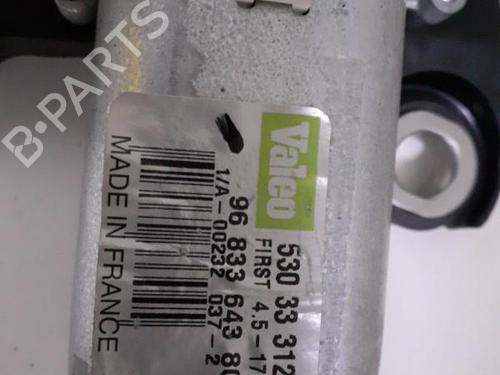 B-PARTS
Valeo
530 33 312
FIRST 4.5-17
96 833 643 80
1/A-00232 037-2
MADE IN FRANCE